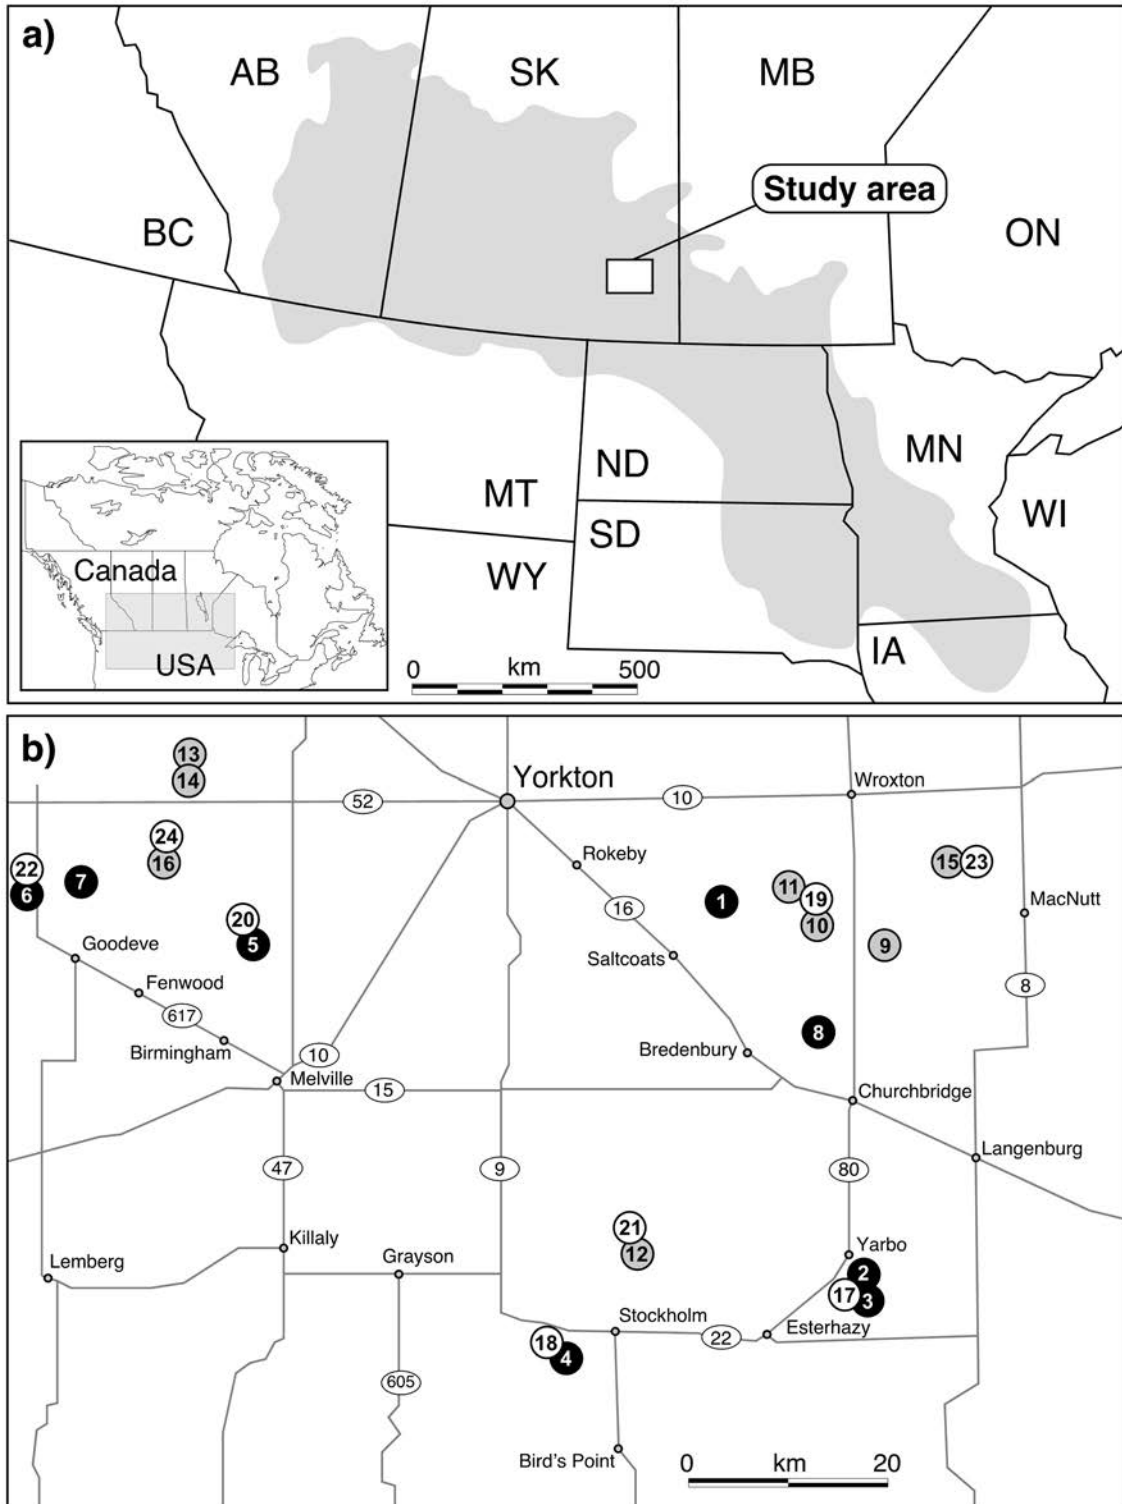 a)
AB
SK
MB
Study area
BC
ON
MT
ND
MN
SD
WI
WY
IA
Canada
USA
0 km 500
b)
13
14
Yorkton
Wroxton
52
10
24
16
22
6
7
Rokeby
11
15
23
1
19
16
20
5
10
9
MacNutt
Goodeve
Saltcoats
Fenwood
8
617
8
Birmingham
10
Bredenbury
Melville
15
Churchbridge
Langenburg
47
9
80
21
12
Killaly
Yarbo
Lemberg
Grayson
2
17
3
Stockholm
18
4
22
Esterhazy
605
Bird's Point
0 km 20